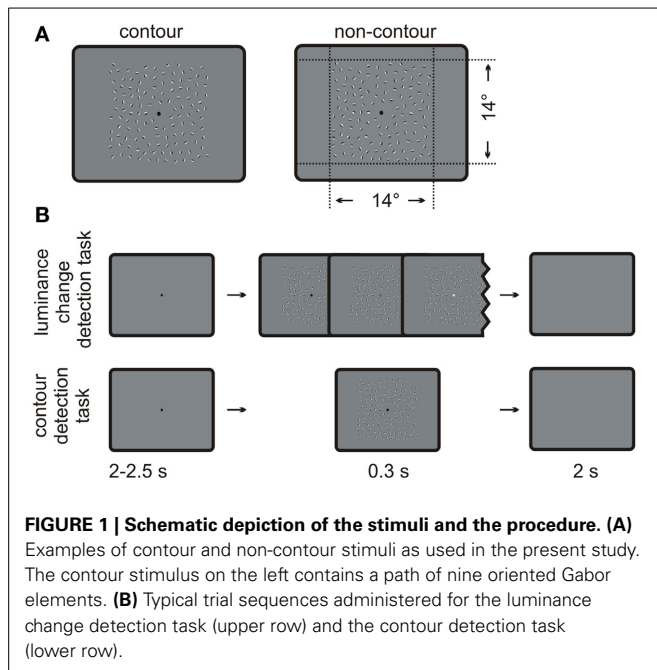 A
contour
non-contour
14°
14°
B
luminance
change
detection task
contour
detection
task
2-2.5 s
0.3 s
2 s
FIGURE 1 | Schematic depiction of the stimuli and the procedure. (A)
Examples of contour and non-contour stimuli as used in the present study.
The contour stimulus on the left contains a path of nine oriented Gabor
elements. (B) Typical trial sequences administered for the luminance
change detection task (upper row) and the contour detection task
(lower row).